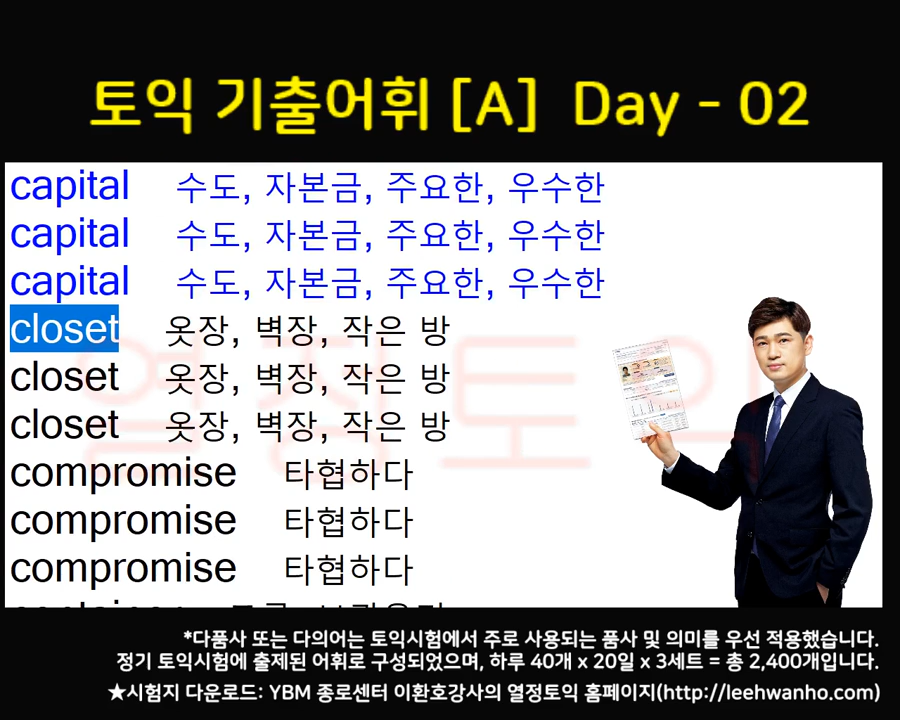 토익 기출어휘 [A] Day - 02
capital 수도, 자본금, 주요한, 우수한
capital 수도, 자본금, 주요한, 우수한
capital 수도, 자본금, 주요한, 우수한
closet 옷장, 벽장, 작은 방
closet 옷장, 벽장, 작은 방
closet 옷장, 벽장, 작은 방
열정토익
compromise 타협하다
compromise 타협하다
compromise 타협하다
*다품사 또는 다의어는 토익시험에서 주로 사용되는 품사 및 의미를 우선 적용했습니다.
정기 토익시험에 출제된 어휘로 구성되었으며, 하루 40개 x 20일 x 3세트 = 총 2,400개입니다.
★시험지 다운로드: YBM 종로센터 이환호강사의 열정토익 홈페이지(http://leehwanho.com)